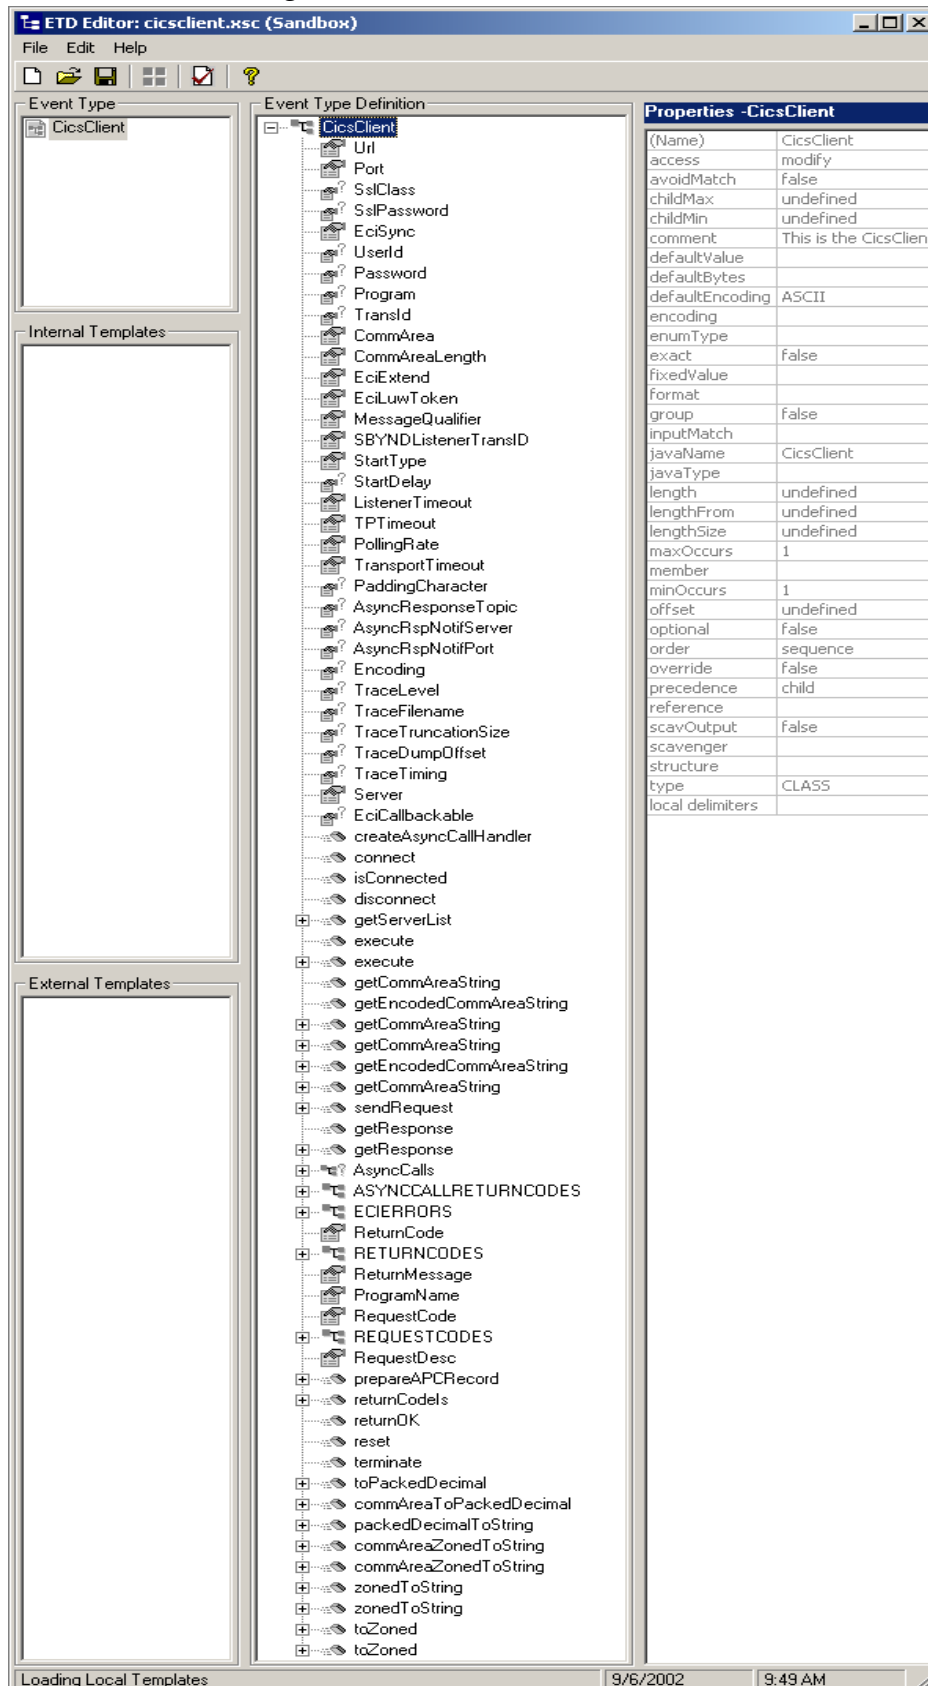 ETD Editor: cicsclient.xsc (Sandbox)
File Edit Help
Event Type
CicsClient
Internal Templates
External Templates
Event Type Definition
CicsClient
Url
Port
SslClass
SslPassword
EciSync
UserId
Password
Program
TransId
CommArea
CommAreaLength
EciExtend
EciLuwToken
MessageQualifier
SBYNDListenerTransID
StartType
StartDelay
ListenerTimeout
TPTimeout
PollingRate
TransportTimeout
PaddingCharacter
AsyncResponseTopic
AsyncRspNotifServer
AsyncRspNotifPort
Encoding
TraceLevel
TraceFilename
TraceTruncationSize
TraceDumpOffset
TraceTiming
Server
EciCallbackable
createAsyncCallHandler
connect
isConnected
disconnect
getServerList
execute
execute
getCommAreaString
getEncodedCommAreaString
getCommAreaString
getCommAreaString
getEncodedCommAreaString
getCommAreaString
sendRequest
getResponse
getResponse
AsyncCalls
ASYNCCALLRETURNCODES
ECIERRORS
ReturnCode
RETURNCODES
ReturnMessage
ProgramName
RequestCode
REQUESTCODES
RequestDesc
prepareAPCRecord
returnCodeIs
returnOK
reset
terminate
toPackedDecimal
commAreaToPackedDecimal
packedDecimalToString
commAreaZonedToString
commAreaZonedToString
zonedToString
zonedToString
toZoned
toZoned
Properties -CicsClient
(Name) CicsClient
access modify
avoidMatch false
childMax undefined
childMin undefined
comment This is the CicsClien
defaultValue
defaultBytes
defaultEncoding ASCII
encoding
enumType
exact false
fixedValue
format
group false
inputMatch
javaName CicsClient
javaType
length undefined
lengthFrom undefined
lengthSize undefined
maxOccurs 1
member
minOccurs 1
offset undefined
optional false
order sequence
override false
precedence child
reference
scavOutput false
scavenger
structure
type CLASS
local delimiters
Loading Local Templates 9/6/2002 9:49 AM